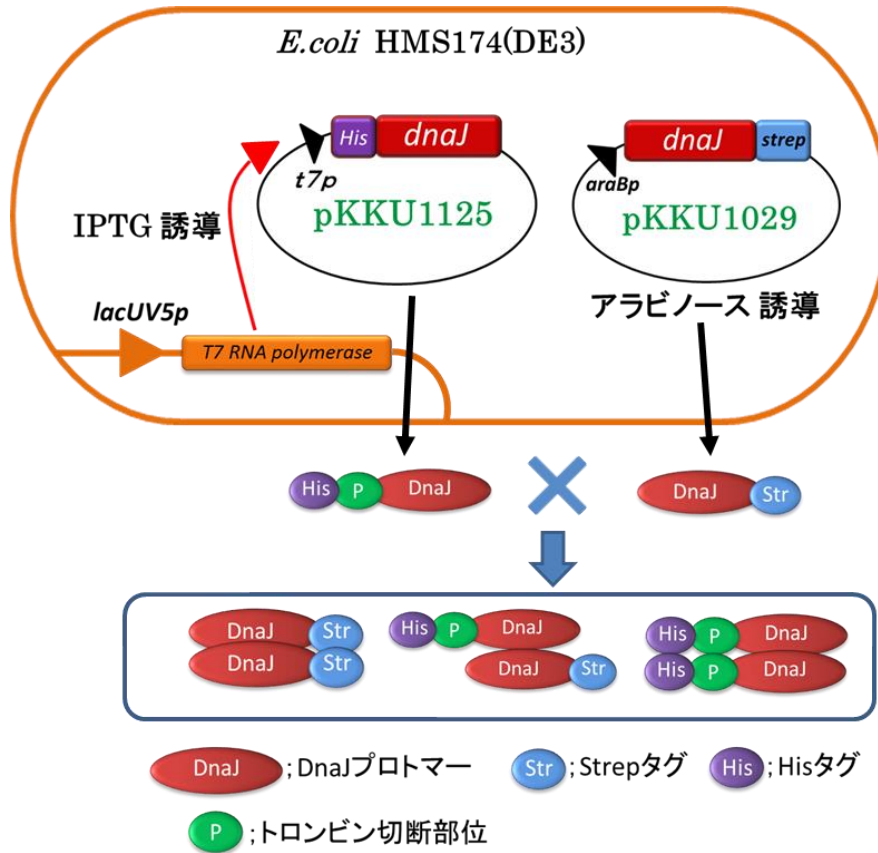 E.coli HMS174(DE3)
His dnaJ
dnaJ strep
t7p
araBp
pKKU1125
pKKU1029
IPTG 誘導
アラビノース 誘導
lacUV5p
T7 RNA polymerase
His P DnaJ
DnaJ Str
DnaJ Str
DnaJ Str
His P DnaJ
DnaJ Str
His P DnaJ
His P DnaJ
DnaJ ;DnaJプロトマー
Str ;Strepタグ
His ;Hisタグ
P ;トロンビン切断部位